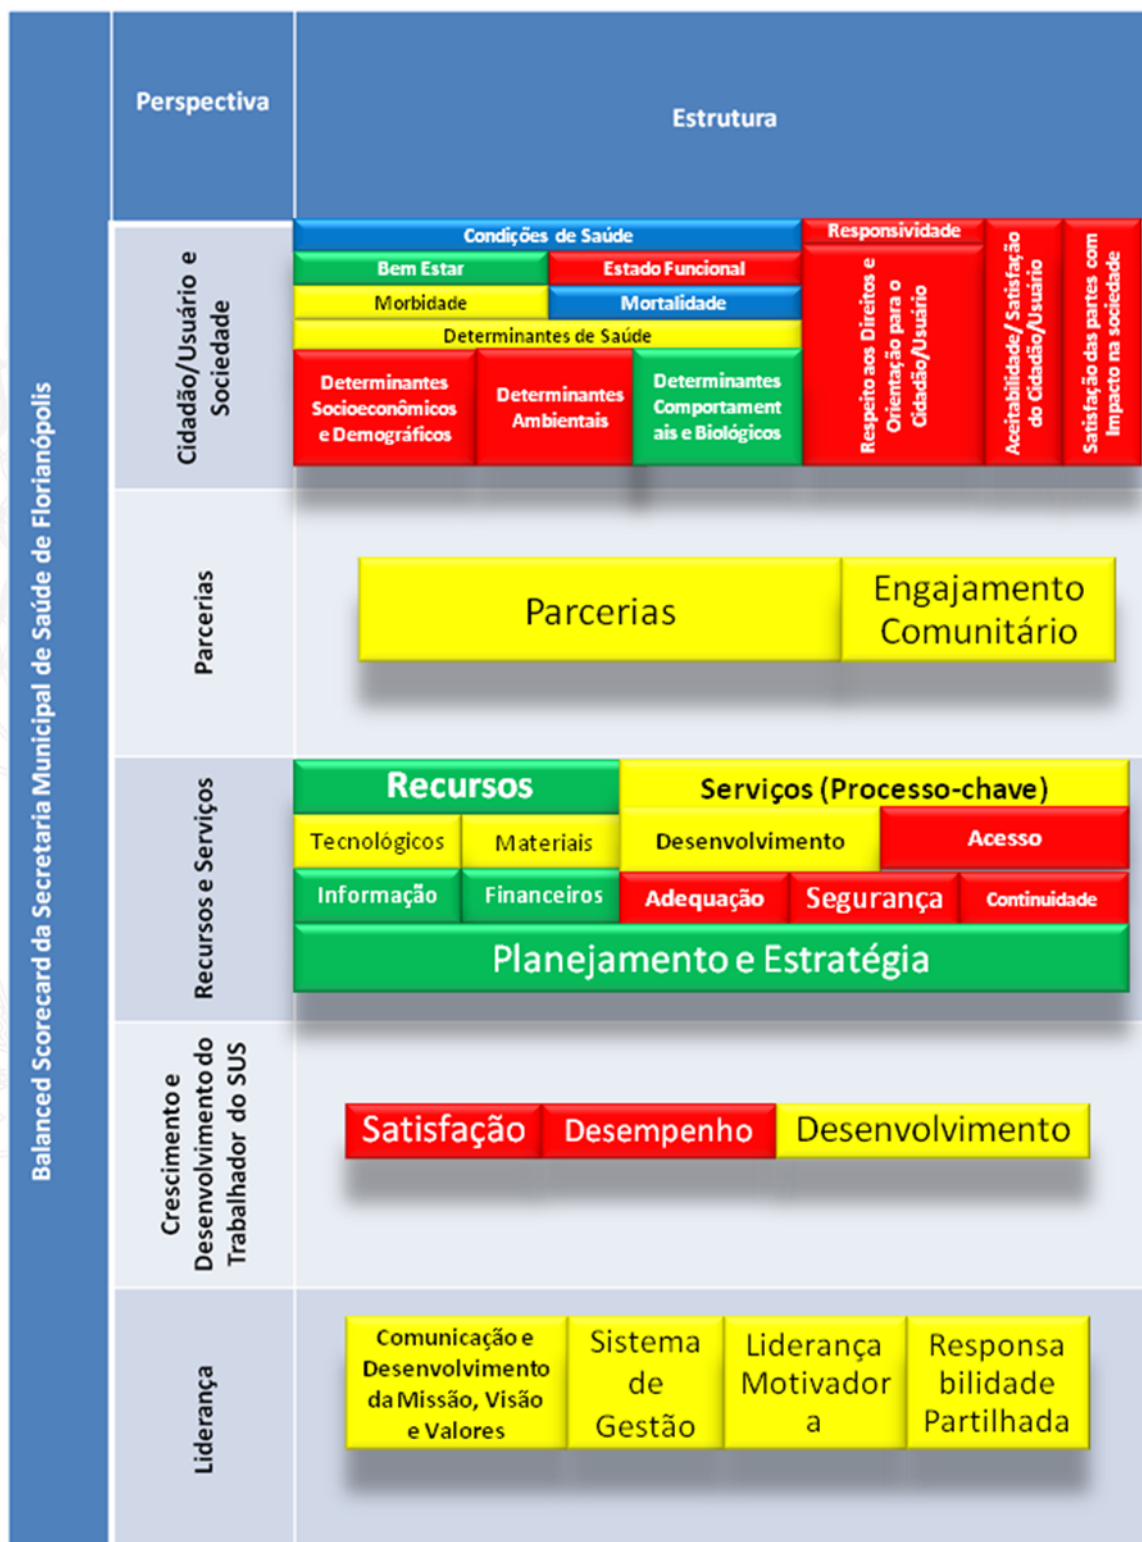 Balanced Scorecard da Secretaria Municipal de Saúde de Florianópolis
Perspectiva
Estrutura
Cidadão/Usuário e
Sociedade
Condições de Saúde
Bem Estar
Estado Funcional
Morbidade
Mortalidade
Determinantes de Saúde
Determinantes
Socioeconômicos
e Demográficos
Determinantes
Ambientais
Determinantes
Comportament
ais e Biológicos
Responsividade
Respeito aos Direitos e
Orientação para o
Cidadão/Usuário
Aceitabilidade/ Satisfação
do Cidadão/Usuário
Satisfação das partes com
Impacto na sociedade
Parcerias
Parcerias
Engajamento
Comunitário
Recursos e Serviços
Recursos
Serviços (Processo-chave)
Tecnológicos
Materiais
Desenvolvimento
Acesso
Informação
Financeiros
Adequação
Segurança
Continuidade
Planejamento e Estratégia
Crescimento e
Desenvolvimento do
Trabalhador do SUS
Satisfação
Desempenho
Desenvolvimento
Liderança
Comunicação e
Desenvolvimento
da Missão, Visão
e Valores
Sistema
de
Gestão
Liderança
Motivador
a
Responsa
bilidade
Partilhada